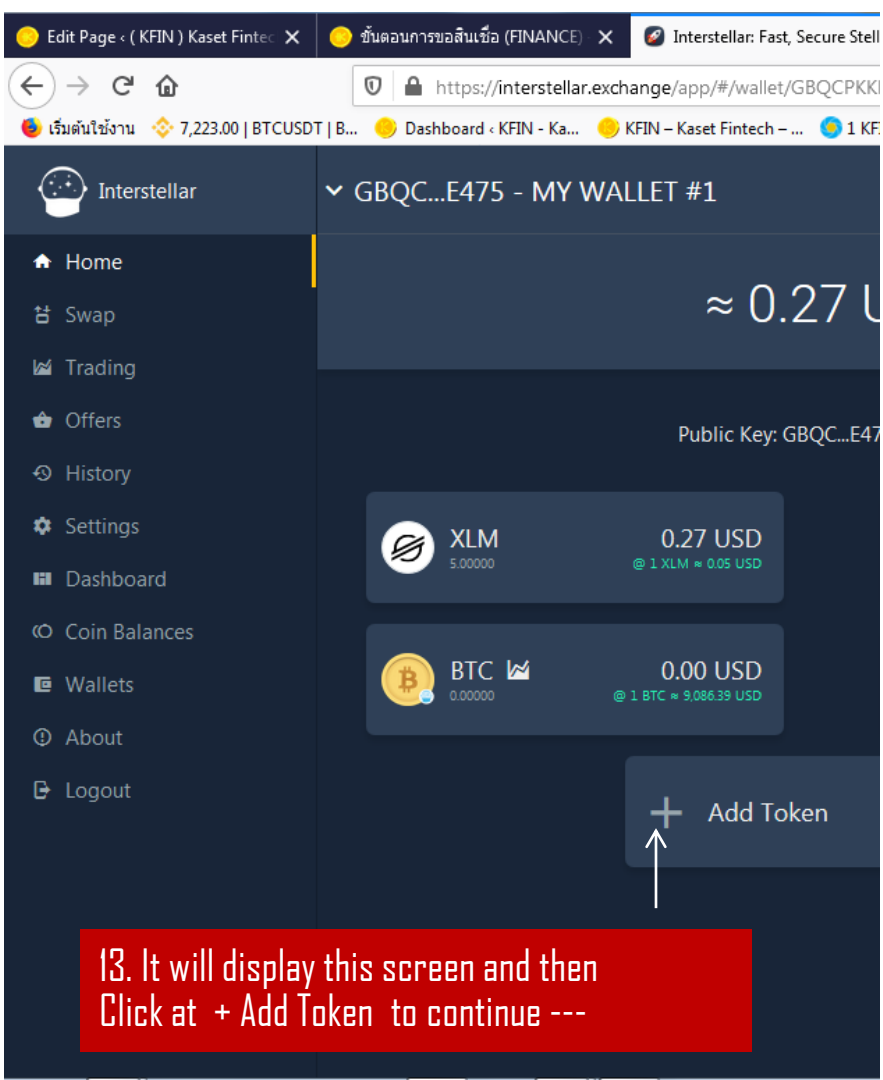 Edit Page ‹ ( KFIN ) Kaset Fintec
ขั้นตอนการขอสินเชื่อ (FINANCE)
Interstellar: Fast, Secure Stell
https://interstellar.exchange/app/#/wallet/GBQCPKK
เริ่มต้นใช้งาน
7,223.00 | BTCUSDT | B...
Dashboard ‹ KFIN - Ka...
KFIN – Kaset Fintech – ...
1 KF
Interstellar
GBQC...E475 - MY WALLET #1
Home
≈ 0.27 U
Swap
Trading
Offers
Public Key: GBQC...E47
History
Settings
XLM 0.27 USD
5.00000 @ 1 XLM ≈ 0.05 USD
Dashboard
Coin Balances
Wallets
BTC 0.00 USD
0.00000 @ 1 BTC ≈ 9,086.39 USD
About
Logout
+ Add Token
13. It will display this screen and then
Click at + Add Token to continue ---